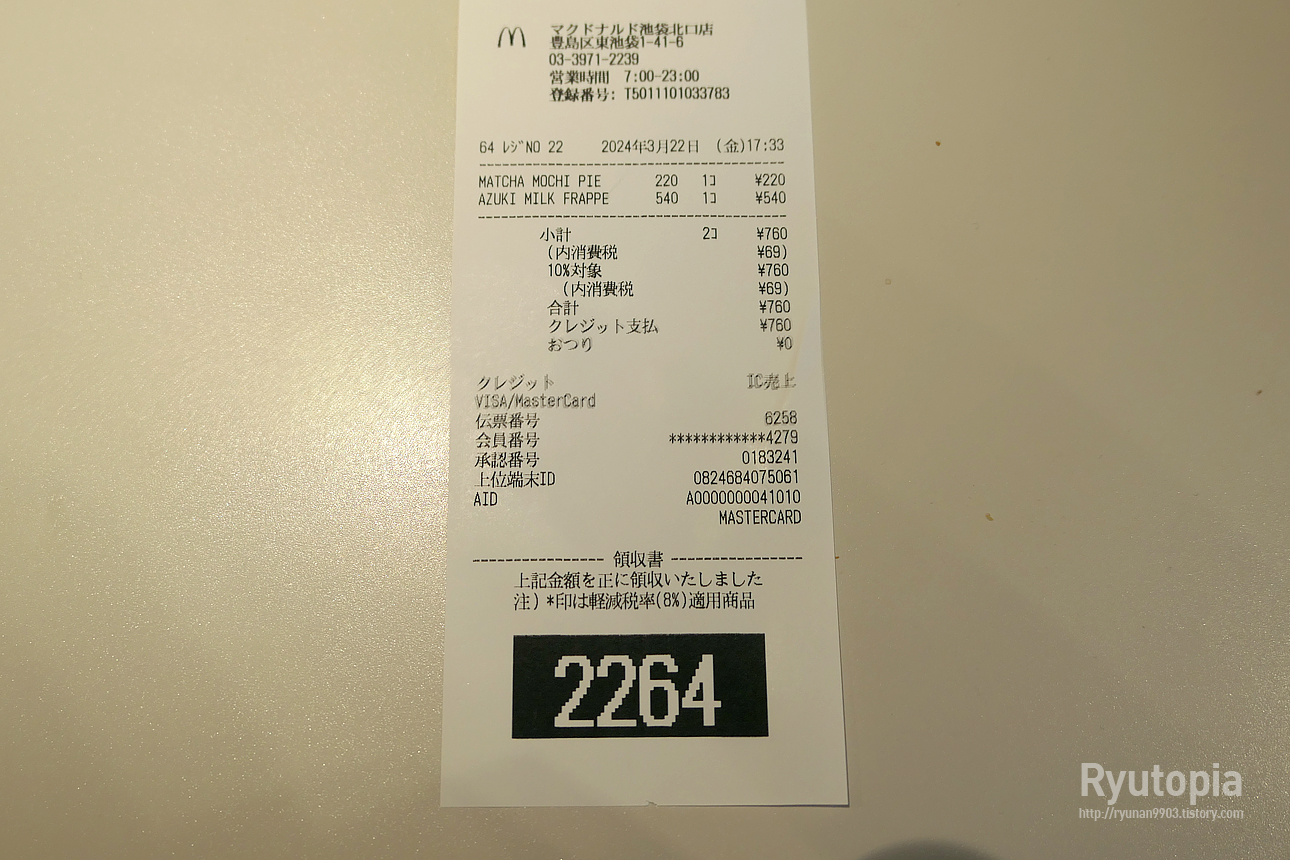 マクドナルド池袋北口店
豊島区東池袋1-41-6
03-3971-2239
営業時間 7:00-23:00
登録番号: T5011101033783
64 ﾚｼﾞNO 22 2024年3月22日 (金)17:33
MATCHA MOCHI PIE 220 1コ ¥220
AZUKI MILK FRAPPE 540 1コ ¥540
小計 2コ ¥760
(内消費税 ¥69)
10%対象 ¥760
(内消費税 ¥69)
合計 ¥760
クレジット支払 ¥760
おつり ¥0
クレジット IC売上
VISA/MasterCard
伝票番号 6258
会員番号 ************4279
承認番号 0183241
上位端末ID 0824684075061
AID A0000000041010
MASTERCARD
---------------- 領収書 ----------------
上記金額を正に領収いたしました
注) *印は軽減税率(8%)適用商品
2264
Ryutopia
http://ryunan9903.tistory.com